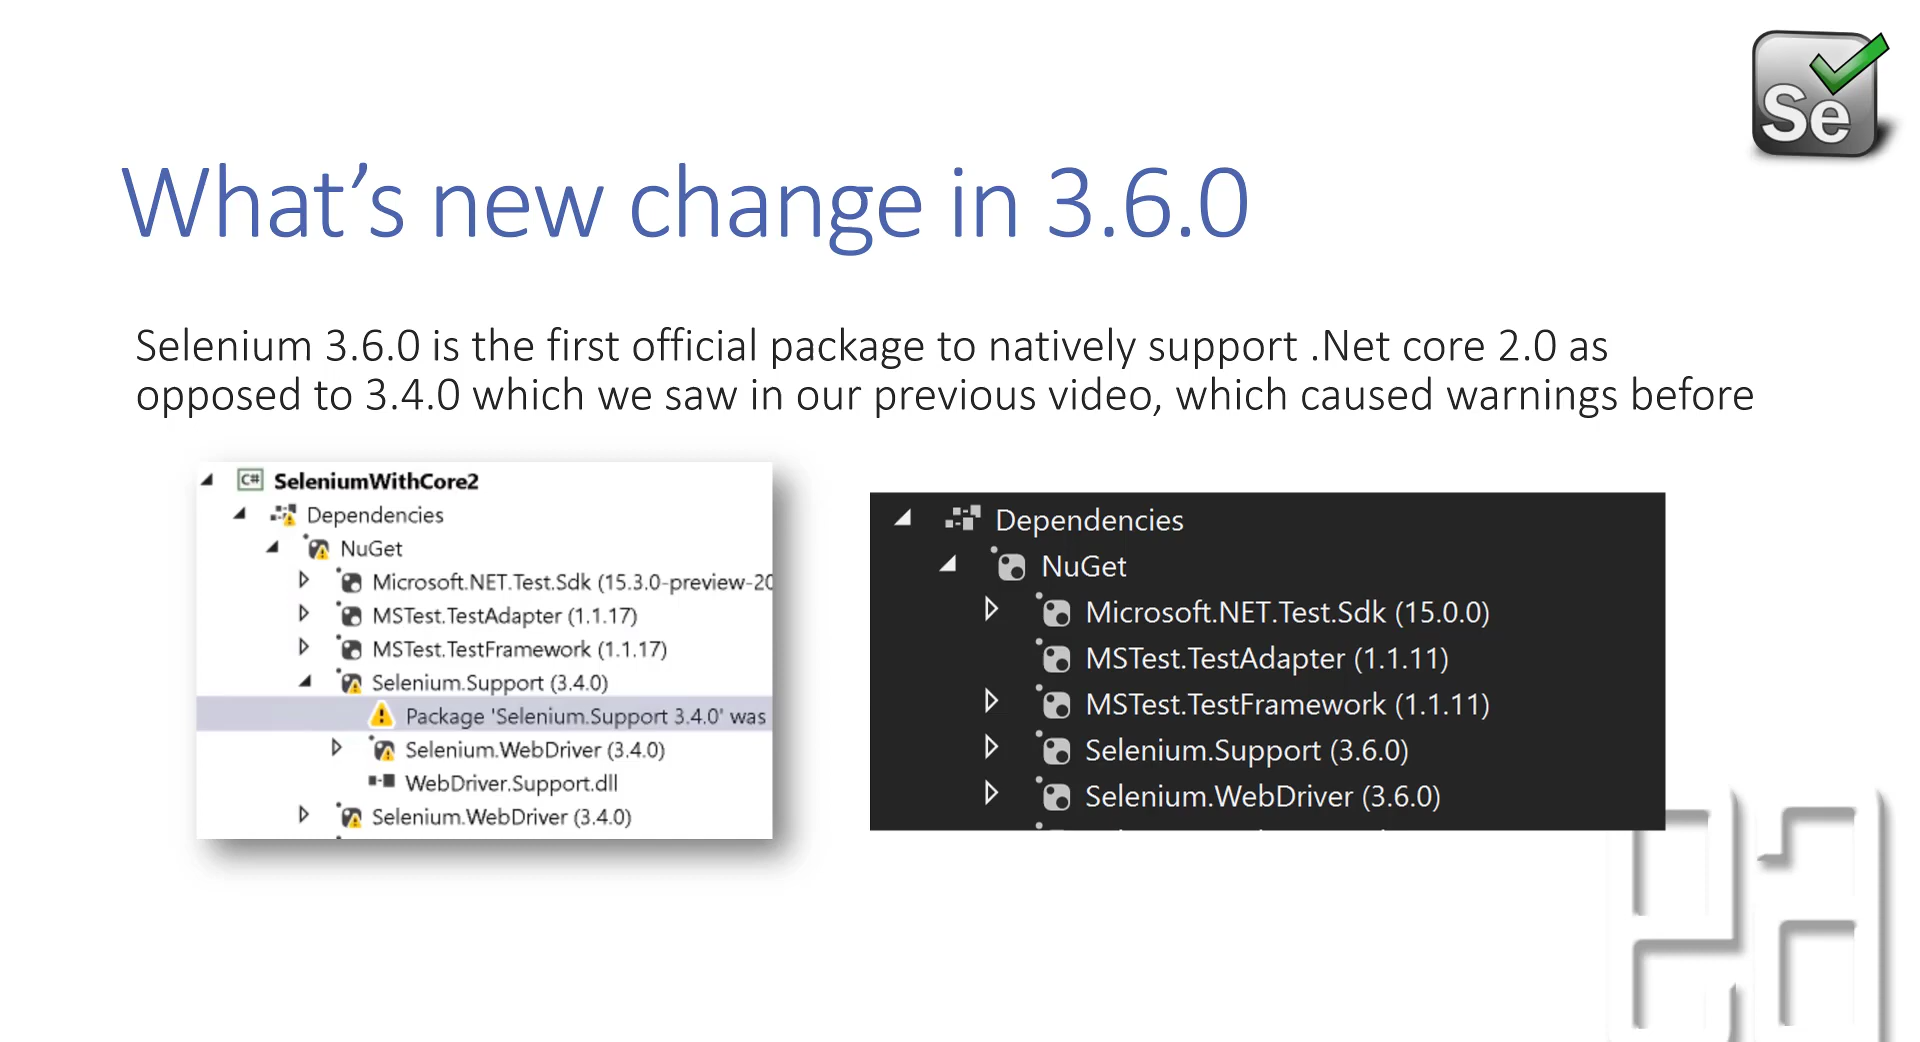 Se
What’s new change in 3.6.0
Selenium 3.6.0 is the first official package to natively support .Net core 2.0 as
opposed to 3.4.0 which we saw in our previous video, which caused warnings before
C# SeleniumWithCore2
Dependencies
NuGet
Microsoft.NET.Test.Sdk (15.3.0-preview-20
MSTest.TestAdapter (1.1.17)
MSTest.TestFramework (1.1.17)
Selenium.Support (3.4.0)
Package 'Selenium.Support 3.4.0' was
Selenium.WebDriver (3.4.0)
WebDriver.Support.dll
Selenium.WebDriver (3.4.0)
Dependencies
NuGet
Microsoft.NET.Test.Sdk (15.0.0)
MSTest.TestAdapter (1.1.11)
MSTest.TestFramework (1.1.11)
Selenium.Support (3.6.0)
Selenium.WebDriver (3.6.0)